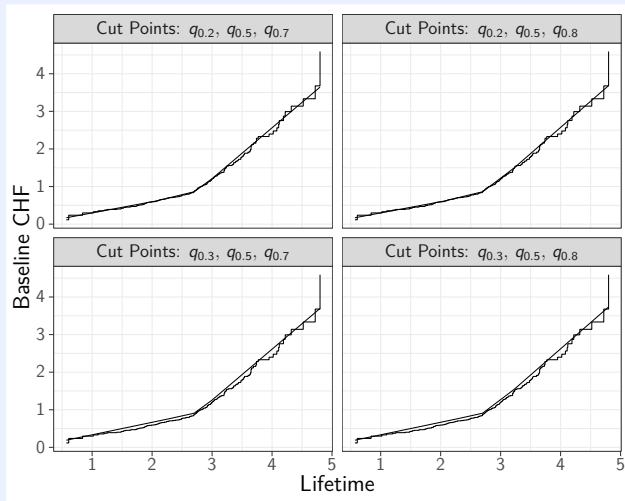 Cut Points: q0.2, q0.5, q0.7
Cut Points: q0.2, q0.5, q0.8
4
3
2
1
0
Cut Points: q0.3, q0.5, q0.7
Cut Points: q0.3, q0.5, q0.8
4
3
2
1
0
Baseline CHF
1 2 3 4 5 1 2 3 4 5
Lifetime